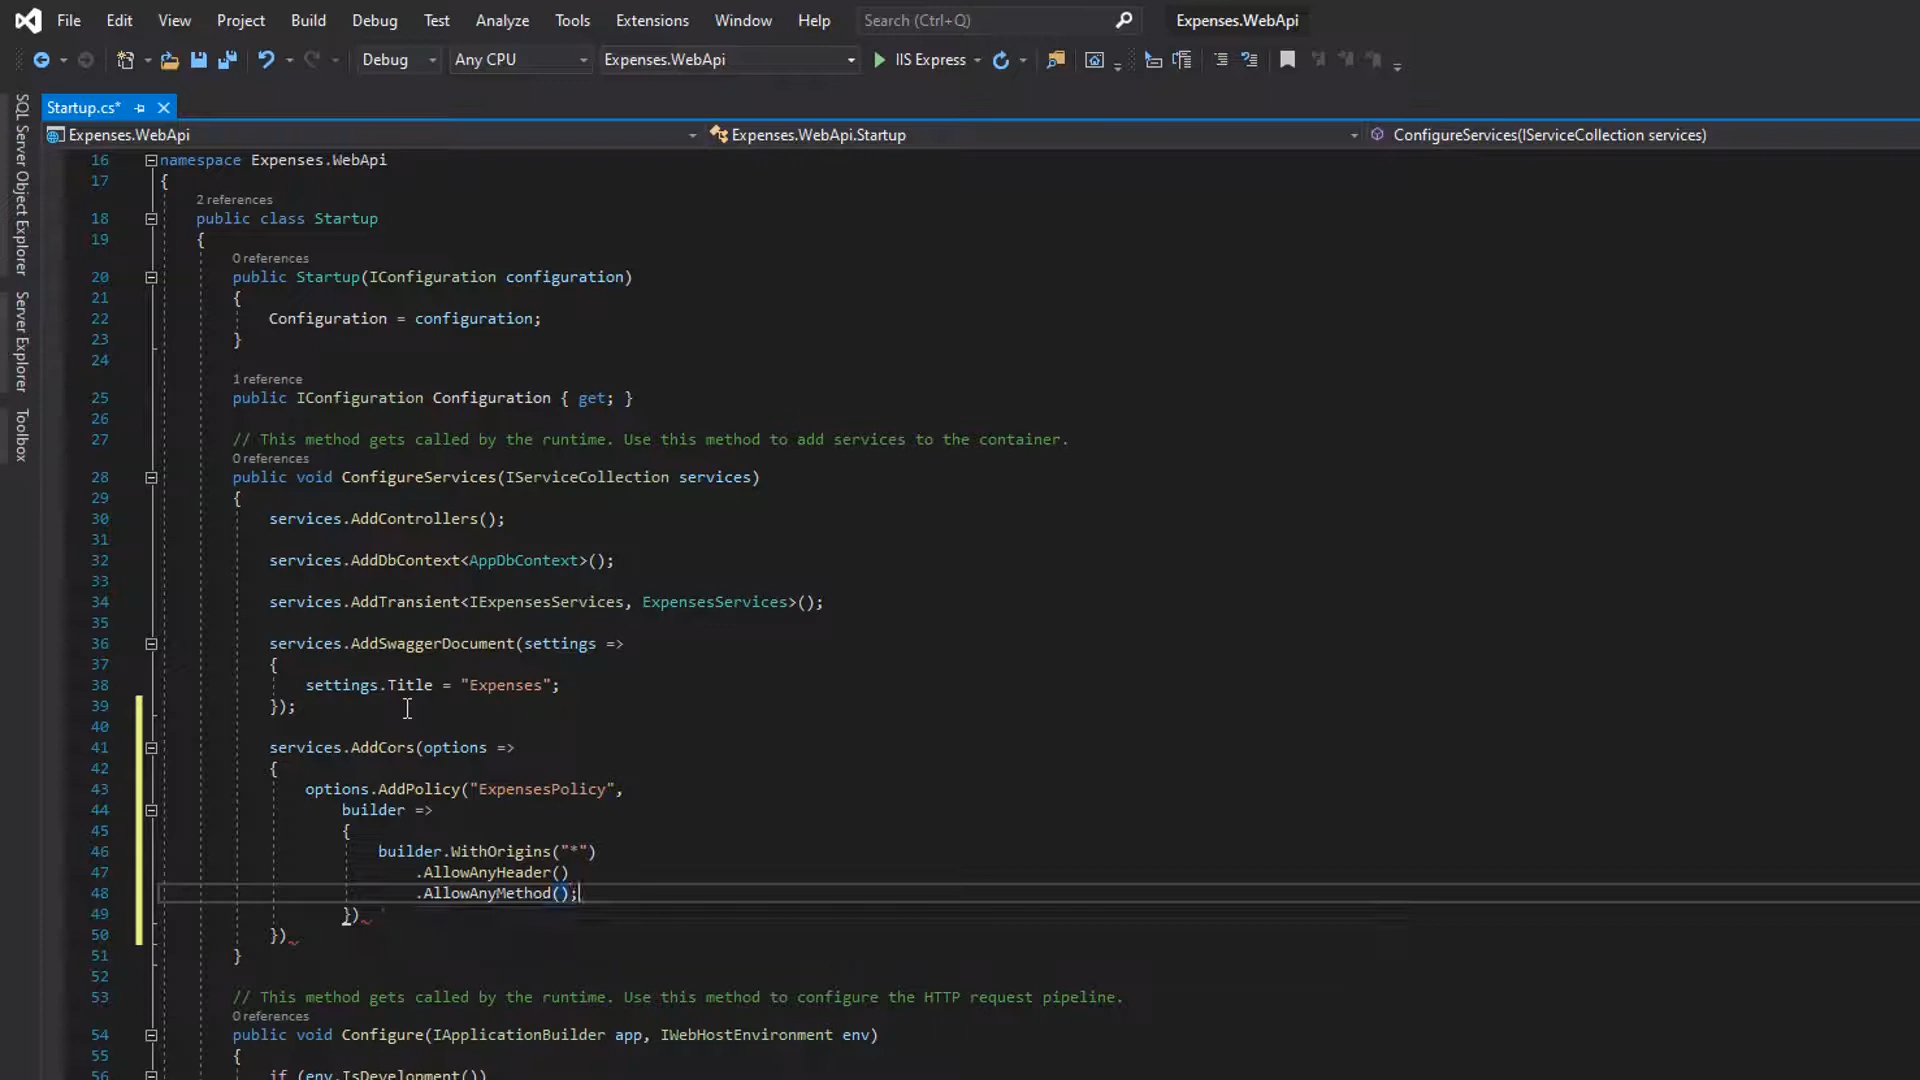 File Edit View Project Build Debug Test Analyze Tools Extensions Window Help Search (Ctrl+Q) Expenses.WebApi
Debug Any CPU Expenses.WebApi IIS Express
SQL Server Object Explorer
Server Explorer
Toolbox
Startup.cs*
Expenses.WebApi Expenses.WebApi.Startup ConfigureServices(IServiceCollection services)
16 namespace Expenses.WebApi
17 {
2 references
18 public class Startup
19 {
0 references
20 public Startup(IConfiguration configuration)
21 {
22 Configuration = configuration;
23 }
24
1 reference
25 public IConfiguration Configuration { get; }
26
27 // This method gets called by the runtime. Use this method to add services to the container.
0 references
28 public void ConfigureServices(IServiceCollection services)
29 {
30 services.AddControllers();
31
32 services.AddDbContext<AppDbContext>();
33
34 services.AddTransient<IExpensesServices, ExpensesServices>();
35
36 services.AddSwaggerDocument(settings =>
37 {
38 settings.Title = "Expenses";
39 });
40
41 services.AddCors(options =>
42 {
43 options.AddPolicy("ExpensesPolicy",
44 builder =>
45 {
46 builder.WithOrigins("*")
47 .AllowAnyHeader()
48 .AllowAnyMethod();
49 })
50 })
51 }
52
53 // This method gets called by the runtime. Use this method to configure the HTTP request pipeline.
0 references
54 public void Configure(IApplicationBuilder app, IWebHostEnvironment env)
55 {
56 if (env.IsDevelopment())